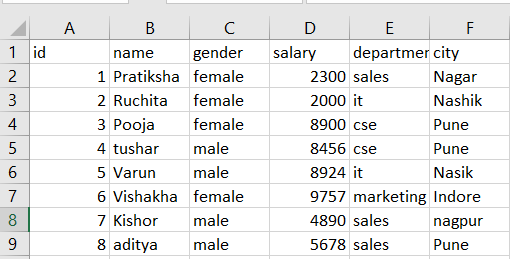 A B C D E F
1 id name gender salary departmen city
2 1 Pratiksha female 2300 sales Nagar
3 2 Ruchita female 2000 it Nashik
4 3 Pooja female 8900 cse Pune
5 4 tushar male 8456 cse Pune
6 5 Varun male 8924 it Nasik
7 6 Vishakha female 9757 marketing Indore
8 7 Kishor male 4890 sales nagpur
9 8 aditya male 5678 sales Pune